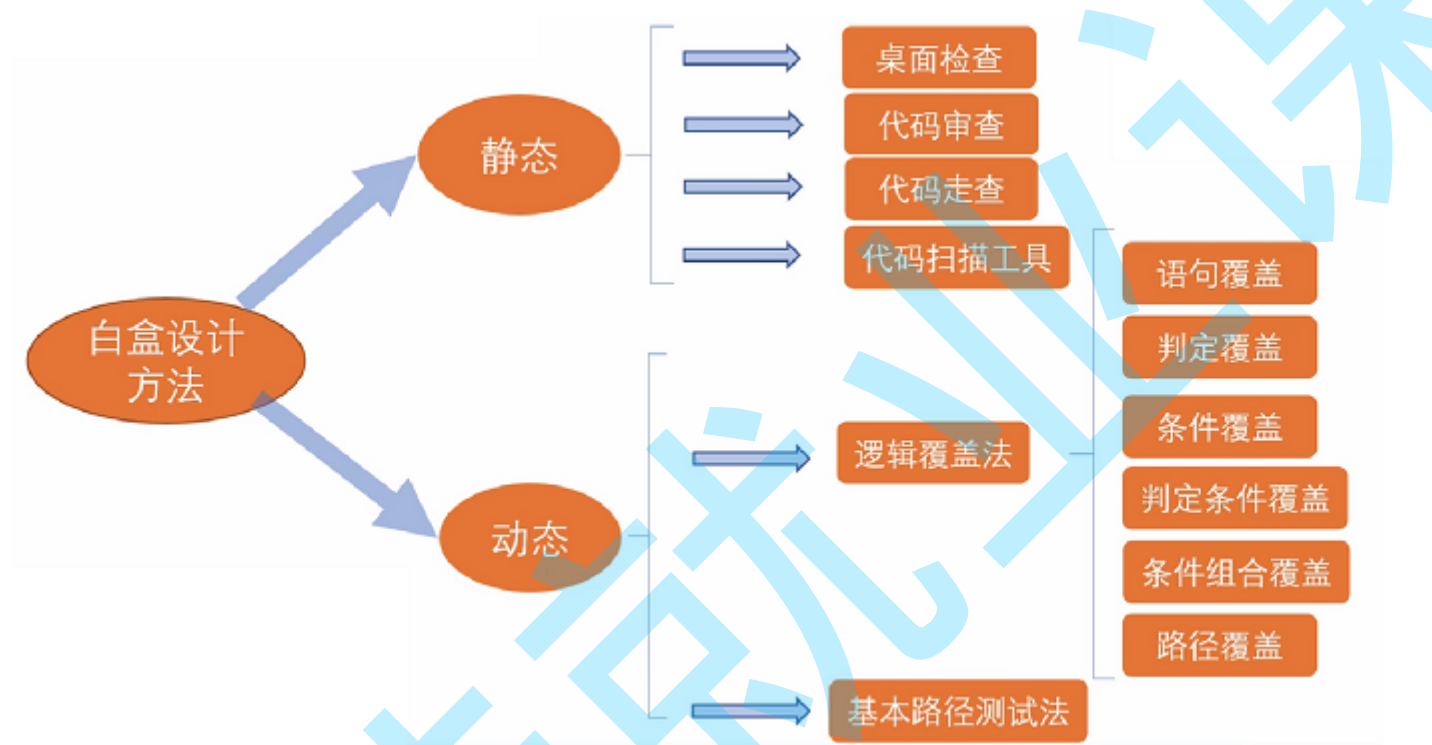 白盒设计
方法
静态
桌面检查
代码审查
代码走查
代码扫描工具
动态
逻辑覆盖法
语句覆盖
判定覆盖
条件覆盖
判定条件覆盖
条件组合覆盖
路径覆盖
基本路径测试法
就业课